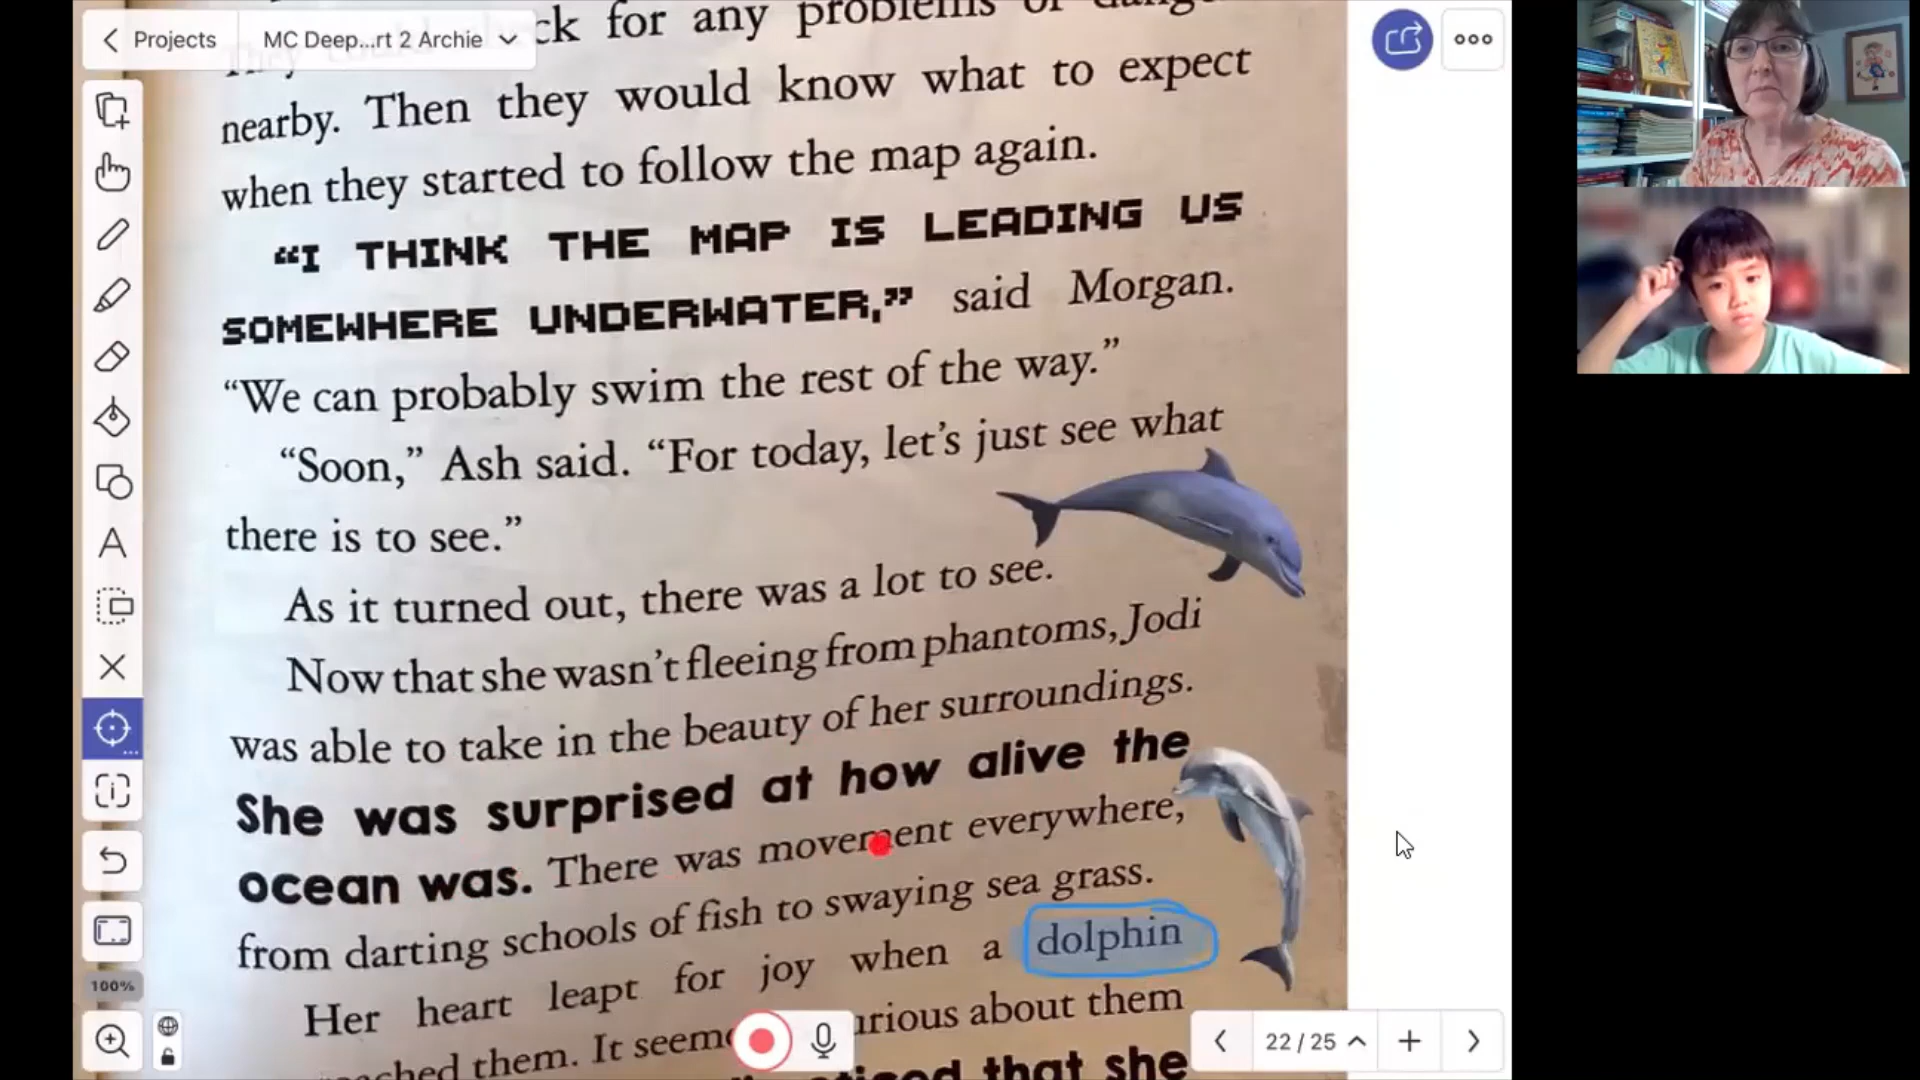 Projects
MC Deep...rt 2 Archie
ck for any problems or
nearby. Then they would know what to expect
when they started to follow the map again.
“I THINK THE MAP IS LEADING US
SOMEWHERE UNDERWATER,” said Morgan.
“We can probably swim the rest of the way.”
“Soon,” Ash said. “For today, let’s just see what
there is to see.”
As it turned out, there was a lot to see.
Now that she wasn’t fleeing from phantoms, Jodi
was able to take in the beauty of her surroundings.
She was surprised at how alive the
ocean was. There was movement everywhere,
from darting schools of fish to swaying sea grass.
Her heart leapt for joy when a dolphin
ched them. It seeme urious about them
that she
100%
22 / 25